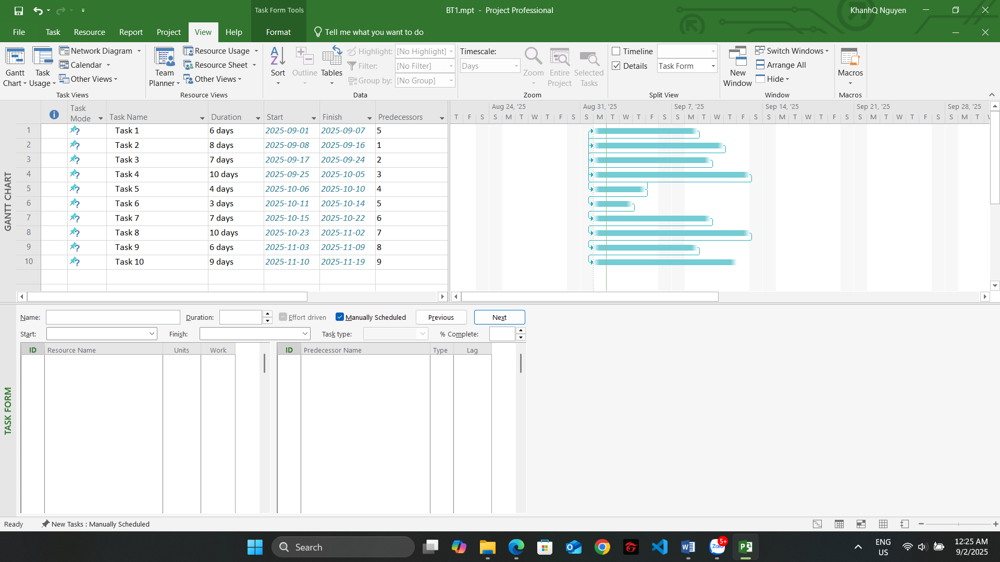 Task Form Tools
BT1.mpt - Project Professional
KhanhQ Nguyen
File Task Resource Report Project View Help Format Tell me what you want to do
Gantt Chart
Task Usage
Network Diagram
Calendar
Other Views
Task Views
Team Planner
Resource Usage
Resource Sheet
Other Views
Resource Views
Sort
Outline
Tables
Highlight: [No Highlight]
Filter: [No Filter]
Group by: [No Group]
Data
Timescale:
Days
Zoom
Entire Project
Selected Tasks
Zoom
Timeline
Details Task Form
Split View
New Window
Switch Windows
Arrange All
Hide
Window
Macros
Macros
GANTT CHART
Task Mode Task Name Duration Start Finish Predecessors
1 Task 1 6 days 2025-09-01 2025-09-07 5
2 Task 2 8 days 2025-09-08 2025-09-16 1
3 Task 3 7 days 2025-09-17 2025-09-24 2
4 Task 4 10 days 2025-09-25 2025-10-05 3
5 Task 5 4 days 2025-10-06 2025-10-10 4
6 Task 6 3 days 2025-10-11 2025-10-14 5
7 Task 7 7 days 2025-10-15 2025-10-22 6
8 Task 8 10 days 2025-10-23 2025-11-02 7
9 Task 9 6 days 2025-11-03 2025-11-09 8
10 Task 10 9 days 2025-11-10 2025-11-19 9
Aug 24, '25 Aug 31, '25 Sep 7, '25 Sep 14, '25 Sep 21, '25 Sep 28, '25
T F S S M T W T F S S M T W T F S S M T W T F S S M T W T F S S M T W T F S S M T
TASK FORM
Name: Duration: Effort driven Manually Scheduled Previous Next
Start: Finish: Task type: % Complete:
ID Resource Name Units Work
ID Predecessor Name Type Lag
Ready New Tasks : Manually Scheduled
Search
Zalo 5+
ENG
US
12:25 AM
9/2/2025